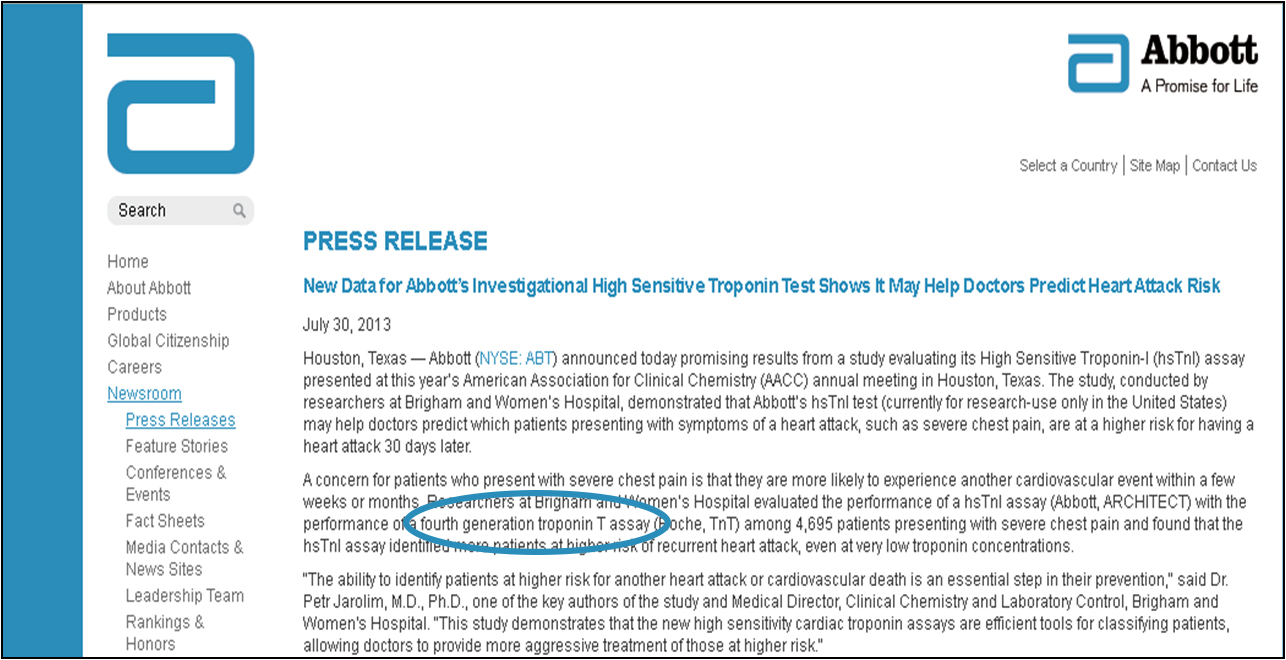 Abbott
A Promise for Life
Select a Country | Site Map | Contact Us
Search
Home
About Abbott
Products
Global Citizenship
Careers
Newsroom
Press Releases
Feature Stories
Conferences &
Events
Fact Sheets
Media Contacts &
News Sites
Leadership Team
Rankings &
Honors
PRESS RELEASE
New Data for Abbott's Investigational High Sensitive Troponin Test Shows It May Help Doctors Predict Heart Attack Risk
July 30, 2013
Houston, Texas — Abbott (NYSE: ABT) announced today promising results from a study evaluating its High Sensitive Troponin-I (hsTnI) assay
presented at this year's American Association for Clinical Chemistry (AACC) annual meeting in Houston, Texas. The study, conducted by
researchers at Brigham and Women's Hospital, demonstrated that Abbott's hsTnI test (currently for research-use only in the United States)
may help doctors predict which patients presenting with symptoms of a heart attack, such as severe chest pain, are at a higher risk for having a
heart attack 30 days later.
A concern for patients who present with severe chest pain is that they are more likely to experience another cardiovascular event within a few
weeks or months. Researchers at Brigham and Women's Hospital evaluated the performance of a hsTnI assay (Abbott, ARCHITECT) with the
performance of a fourth generation troponin T assay (Roche, TnT) among 4,695 patients presenting with severe chest pain and found that the
hsTnI assay identified more patients at higher risk of recurrent heart attack, even at very low troponin concentrations.
"The ability to identify patients at higher risk for another heart attack or cardiovascular death is an essential step in their prevention," said Dr.
Petr Jarolim, M.D., Ph.D., one of the key authors of the study and Medical Director, Clinical Chemistry and Laboratory Control, Brigham and
Women's Hospital. "This study demonstrates that the new high sensitivity cardiac troponin assays are efficient tools for classifying patients,
allowing doctors to provide more aggressive treatment of those at higher risk."